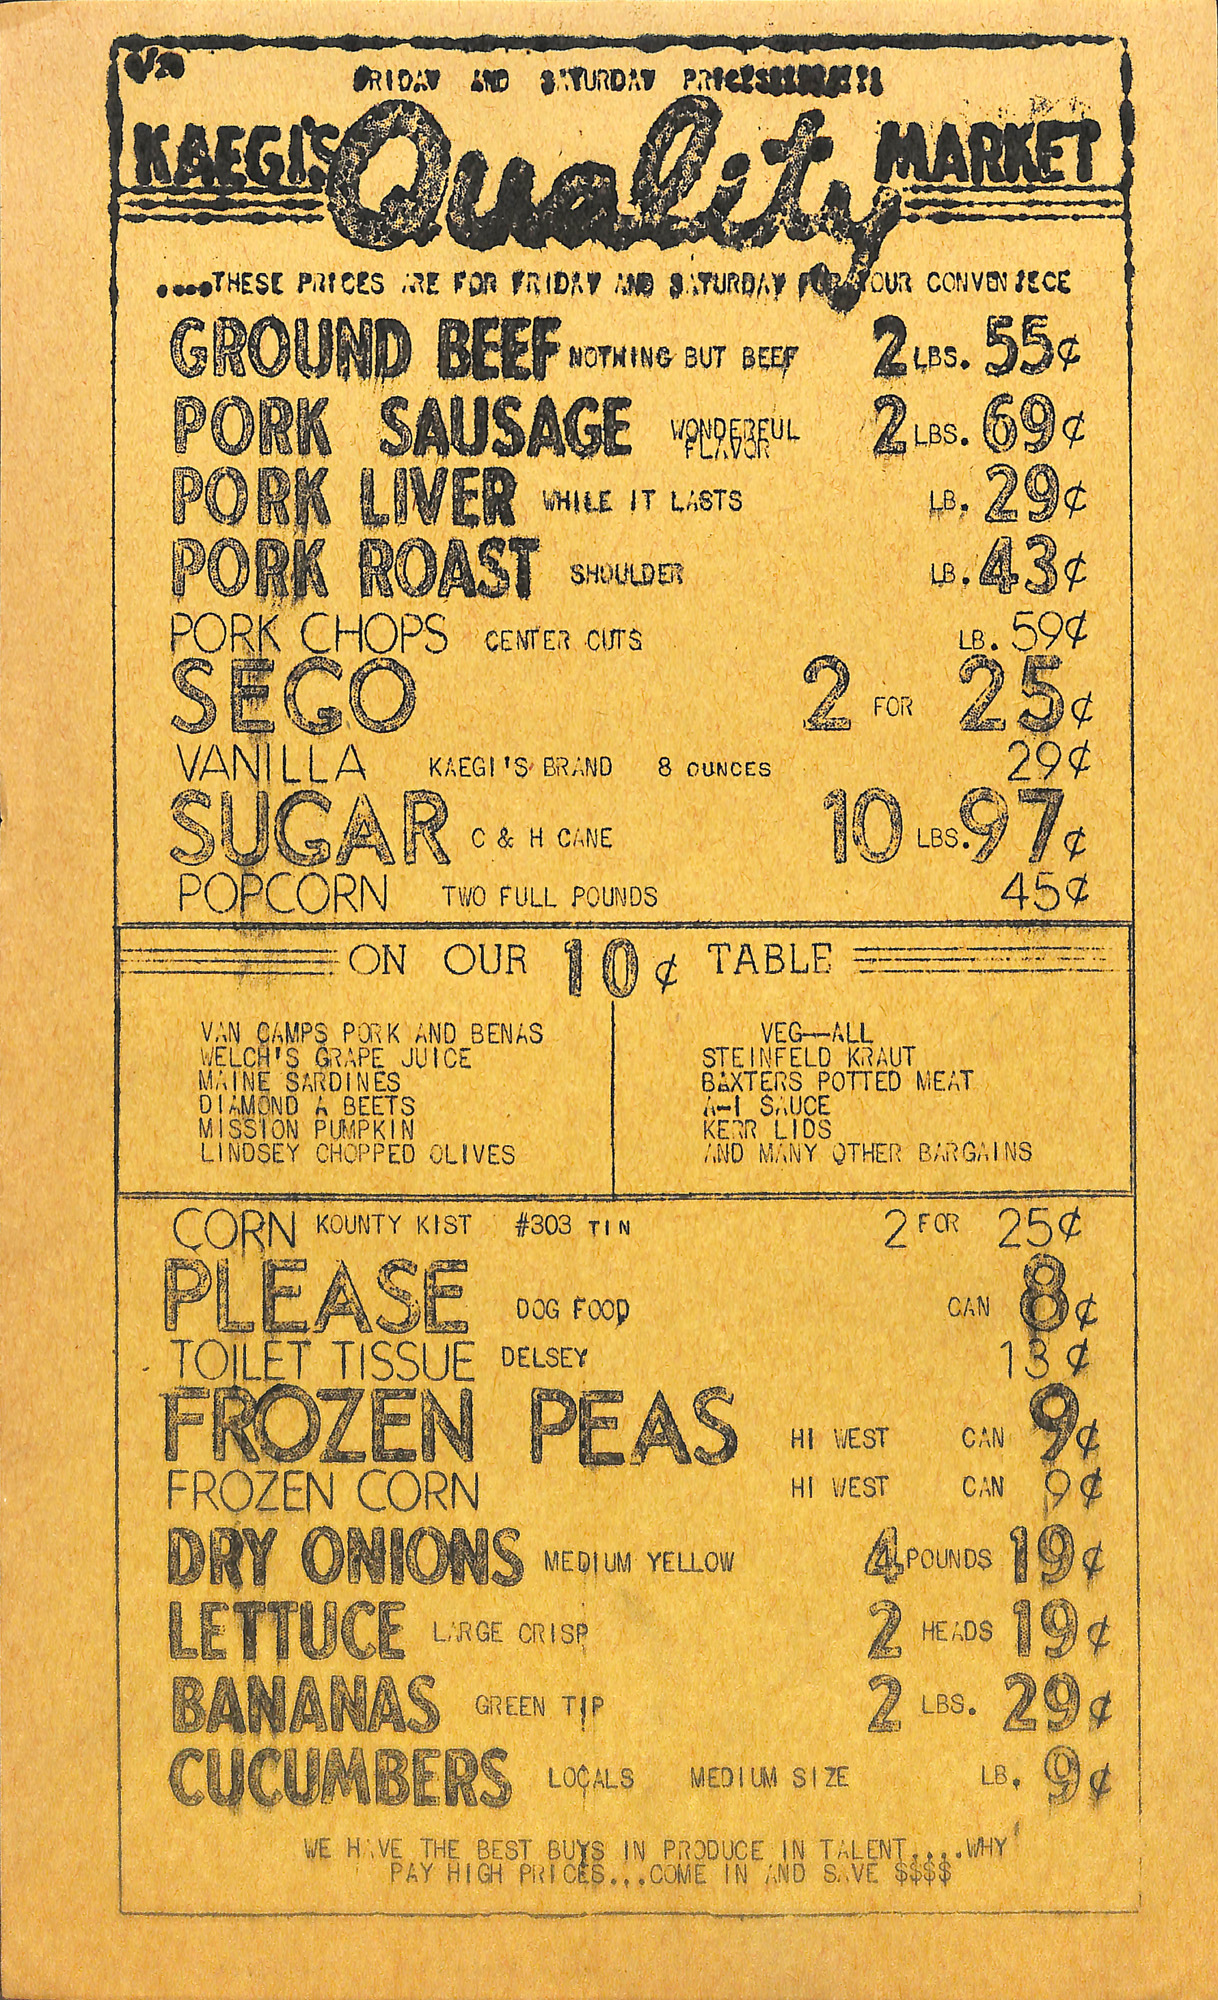 FRIDAY AND SATURDAY
KAEGI'S Quality MARKET
....THESE PRICES ARE FOR FRIDAY AND SATURDAY FOR YOUR CONVENIECE
GROUND BEEF NOTHING BUT BEEF 2 LBS. 55¢
PORK SAUSAGE WONDERFUL FLAVOR 2 LBS. 69¢
PORK LIVER WHILE IT LASTS LB. 29¢
PORK ROAST SHOULDER LB. 43¢
PORK CHOPS CENTER CUTS LB. 59¢
SEGO 2 FOR 25¢
VANILLA KAEGI'S BRAND 8 OUNCES 29¢
SUGAR C & H CANE 10 LBS. 97¢
POPCORN TWO FULL POUNDS 45¢
ON OUR 10¢ TABLE
VAN CAMPS PORK AND BENAS
WELCH'S GRAPE JUICE
MAINE SARDINES
DIAMOND A BEETS
MISSION PUMPKIN
LINDSEY CHOPPED OLIVES
VEG--ALL
STEINFELD KRAUT
BAXTERS POTTED MEAT
A-1 SAUCE
KERR LIDS
AND MANY OTHER BARGAINS
CORN KOUNTY KIST #303 TIN 2 FOR 25¢
PLEASE DOG FOOD CAN 8¢
TOILET TISSUE DELSEY 13¢
FROZEN PEAS HI WEST CAN 9¢
FROZEN CORN HI WEST CAN 9¢
DRY ONIONS MEDIUM YELLOW 4 POUNDS 19¢
LETTUCE LARGE CRISP 2 HEADS 19¢
BANANAS GREEN TIP 2 LBS. 29¢
CUCUMBERS LOCALS MEDIUM SIZE LB. 9¢
WE HAVE THE BEST BUYS IN PRODUCE IN TALENT....WHY
PAY HIGH PRICES...COME IN AND SAVE $$$$